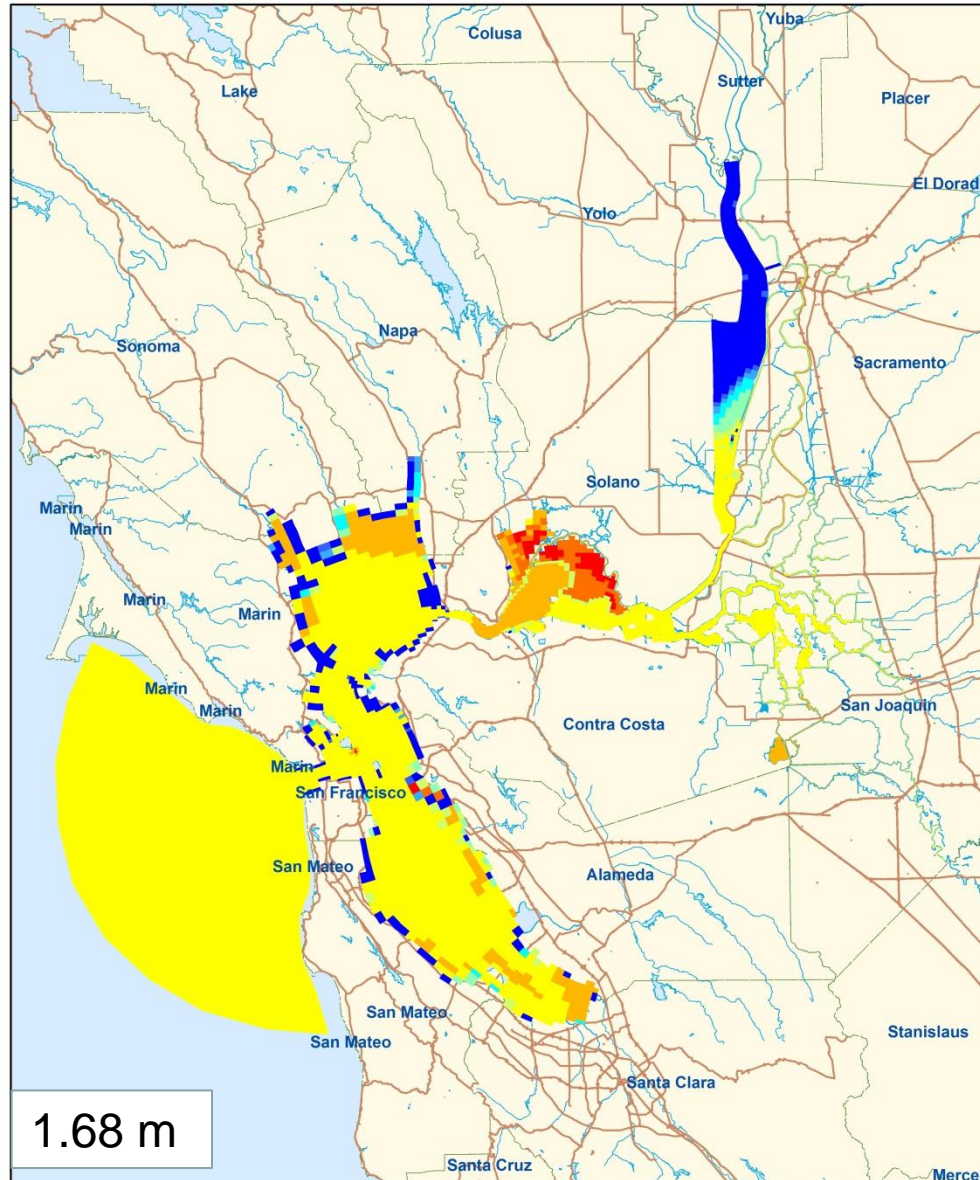 Yuba
Colusa
Sutter
Lake
Placer
El Dorad
Yolo
Napa
Sonoma
Sacramento
Solano
Marin
Marin
Marin
Marin
Marin
Marin
San Joaquin
Contra Costa
Marin
San Francisco
San Mateo
Alameda
San Mateo
Stanislaus
San Mateo
Santa Clara
1.68 m
Santa Cruz
Merce